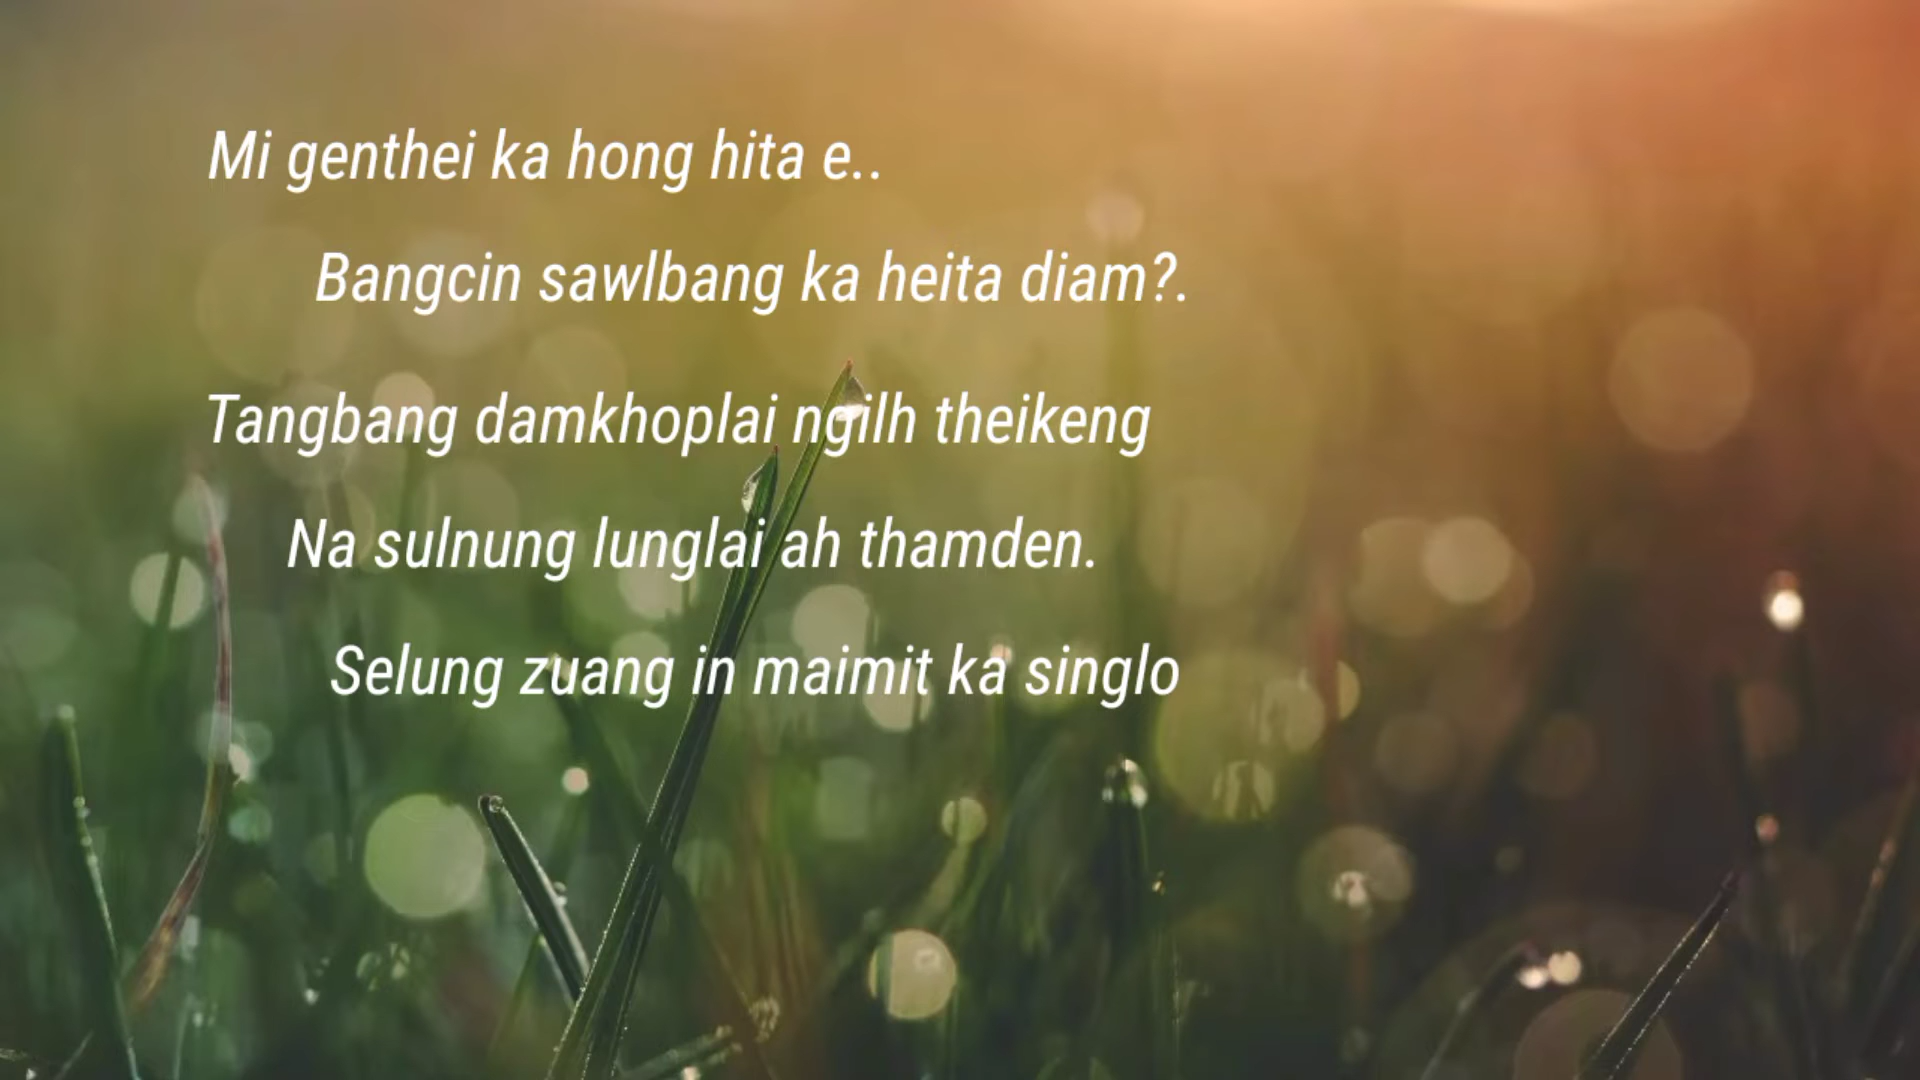 Mi genthei ka hong hita e..
Bangcin sawlbang ka heita diam?.
Tangbang damkhoplai ngilh theikeng
Na sulnung lunglai ah thamden.
Selung zuang in maimit ka singlo